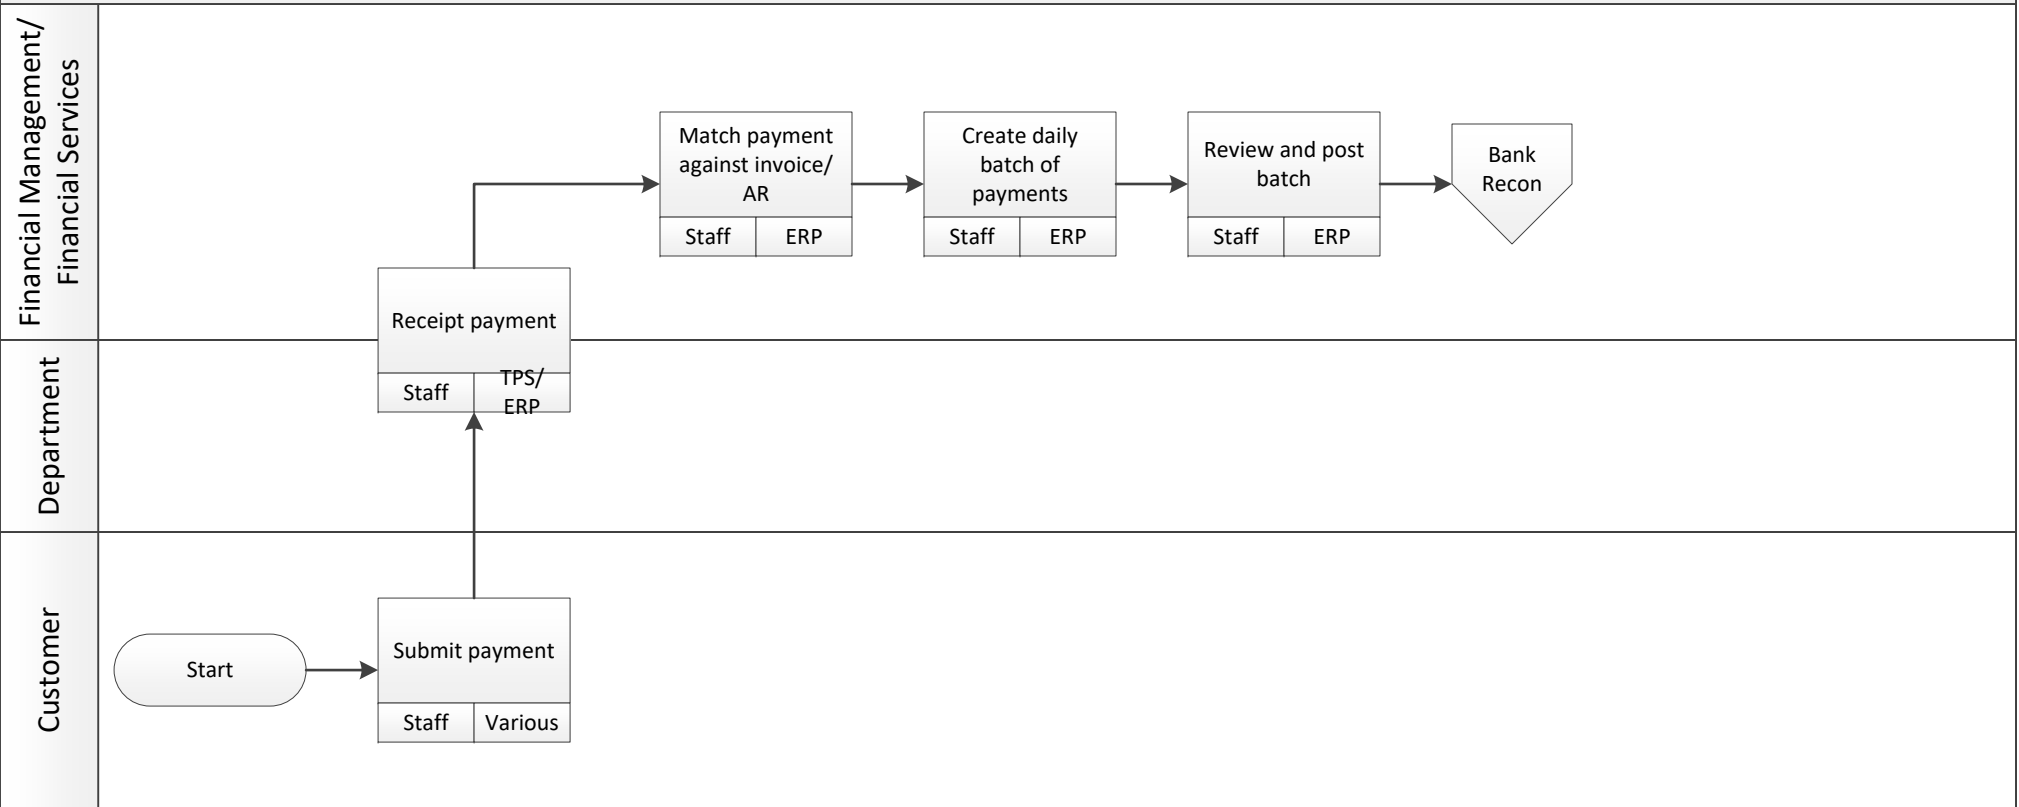 Financial Management/
Financial Services
Match payment
against invoice/
AR
Staff
ERP
Create daily
batch of
payments
Staff
ERP
Review and post
batch
Staff
ERP
Bank
Recon
Receipt payment
Staff
TPS/
ERP
Department
Customer
Start
Submit payment
Staff
Various